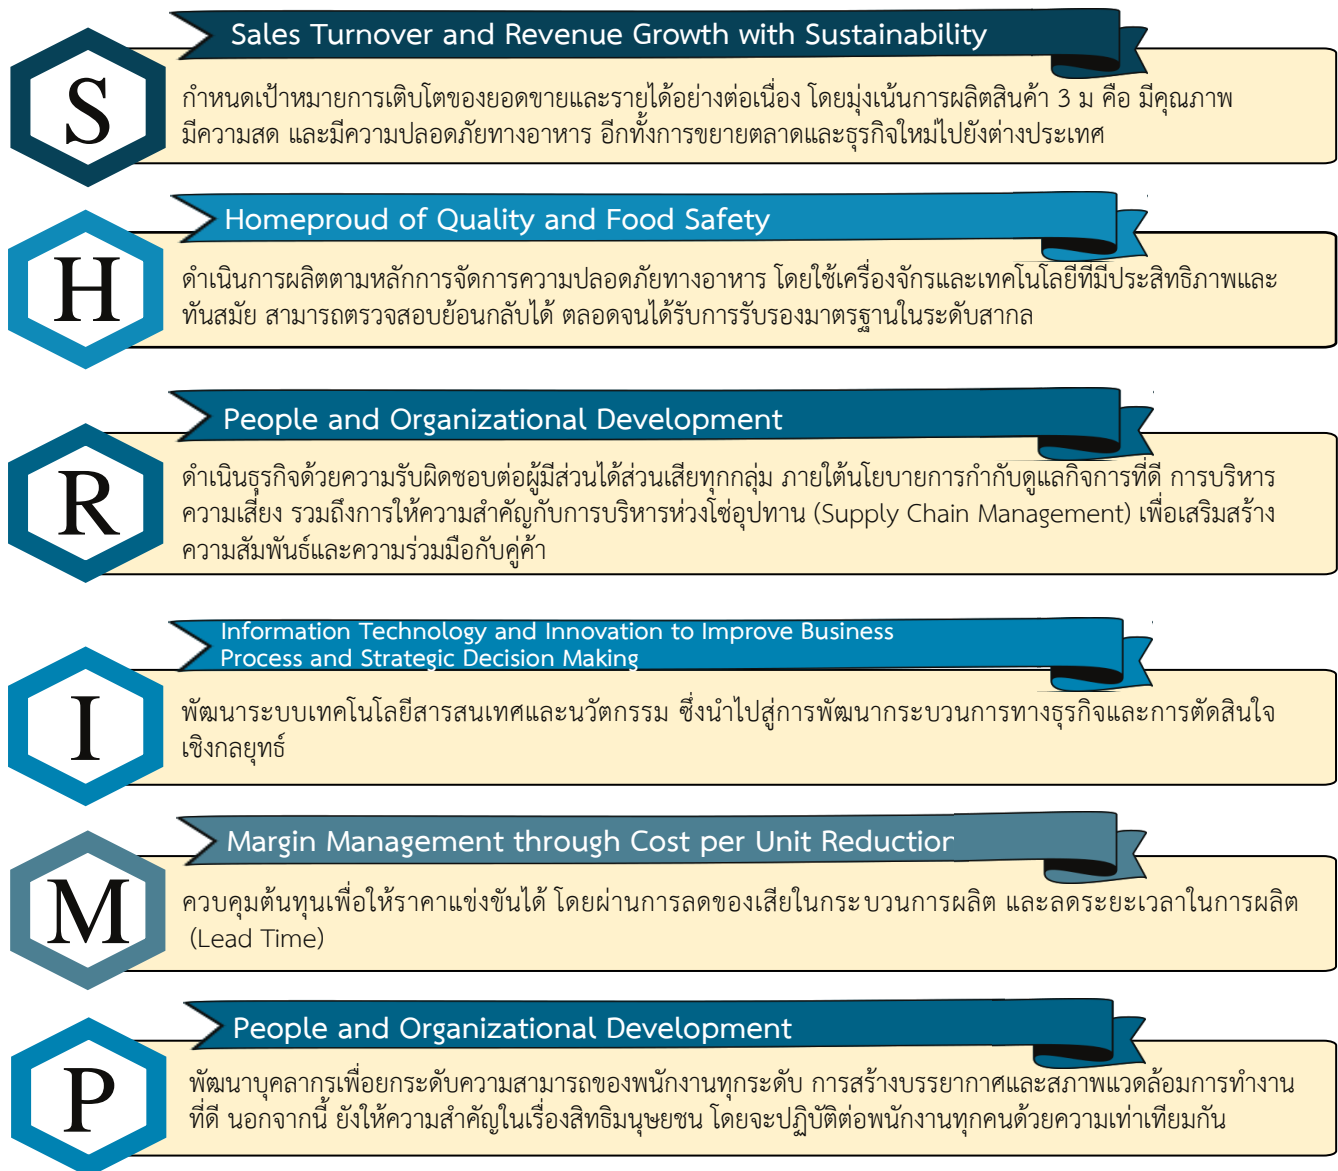 S
Sales Turnover and Revenue Growth with Sustainability
กำหนดเป้าหมายการเติบโตของยอดขายและรายได้อย่างต่อเนื่อง โดยมุ่งเน้นการผลิตสินค้า 3 ม คือ มีคุณภาพ
มีความสด และมีความปลอดภัยทางอาหาร อีกทั้งการขยายตลาดและธุรกิจใหม่ไปยังต่างประเทศ
H
Homeproud of Quality and Food Safety
ดำเนินการผลิตตามหลักการจัดการความปลอดภัยทางอาหาร โดยใช้เครื่องจักรและเทคโนโลยีที่มีประสิทธิภาพและ
ทันสมัย สามารถตรวจสอบย้อนกลับได้ ตลอดจนได้รับการรับรองมาตรฐานในระดับสากล
R
People and Organizational Development
ดำเนินธุรกิจด้วยความรับผิดชอบต่อผู้มีส่วนได้ส่วนเสียทุกกลุ่ม ภายใต้นโยบายการกำกับดูแลกิจการที่ดี การบริหาร
ความเสี่ยง รวมถึงการให้ความสำคัญกับการบริหารห่วงโซ่อุปทาน (Supply Chain Management) เพื่อเสริมสร้าง
ความสัมพันธ์และความร่วมมือกับคู่ค้า
I
Information Technology and Innovation to Improve Business
Process and Strategic Decision Making
พัฒนาระบบเทคโนโลยีสารสนเทศและนวัตกรรม ซึ่งนำไปสู่การพัฒนากระบวนการทางธุรกิจและการตัดสินใจ
เชิงกลยุทธ์
M
Margin Management through Cost per Unit Reduction
ควบคุมต้นทุนเพื่อให้ราคาแข่งขันได้ โดยผ่านการลดของเสียในกระบวนการผลิต และลดระยะเวลาในการผลิต
(Lead Time)
P
People and Organizational Development
พัฒนาบุคลากรเพื่อยกระดับความสามารถของพนักงานทุกระดับ การสร้างบรรยากาศและสภาพแวดล้อมการทำงาน
ที่ดี นอกจากนี้ ยังให้ความสำคัญในเรื่องสิทธิมนุษยชน โดยจะปฏิบัติต่อพนักงานทุกคนด้วยความเท่าเทียมกัน